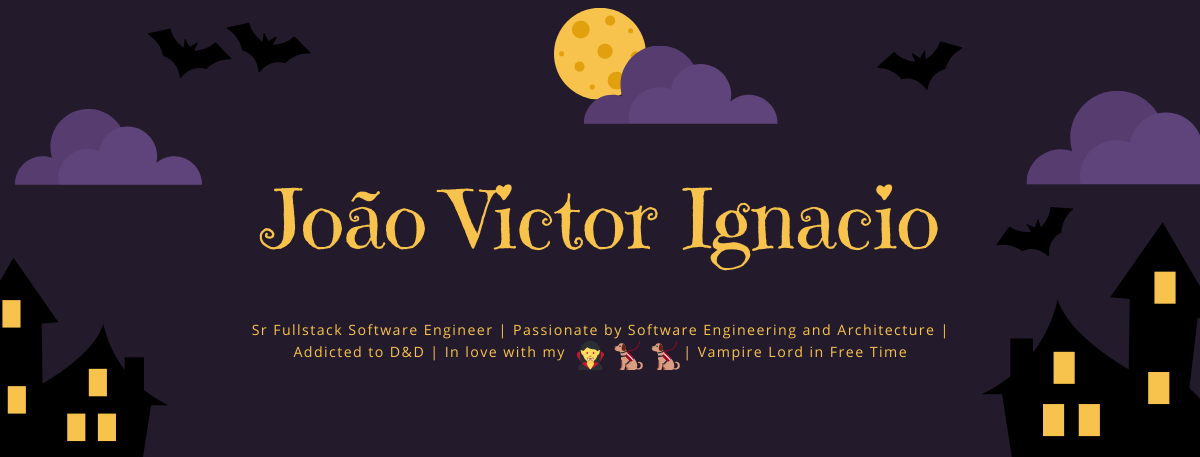 João Victor Ignacio
Sr Fullstack Software Engineer | Passionate by Software Engineering and Architecture |
Addicted to D&D | In love with my 🧛‍♀️ 🐕‍🦺 🐕‍🦺 | Vampire Lord in Free Time